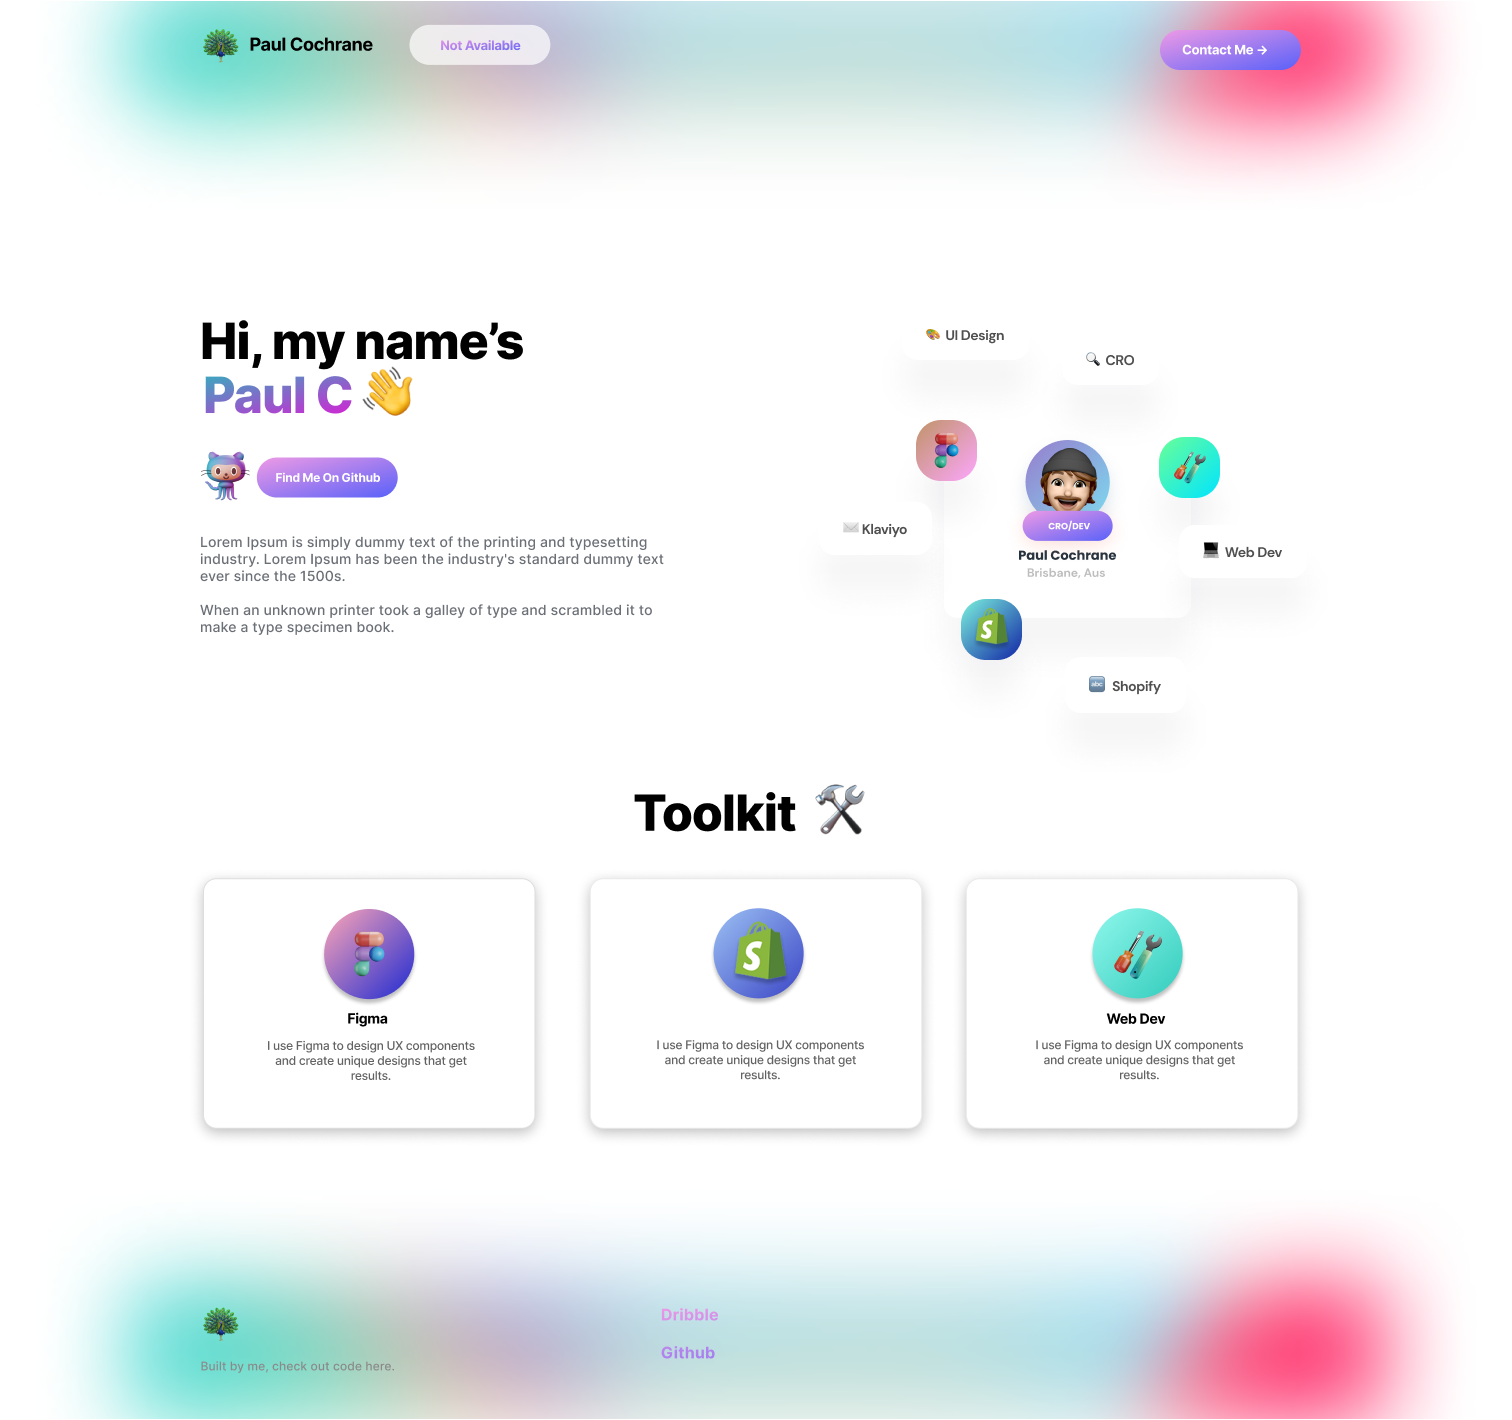 Paul Cochrane
Not Available
Contact Me →
Hi, my name’s
Paul C
Find Me On Github
Lorem Ipsum is simply dummy text of the printing and typesetting
industry. Lorem Ipsum has been the industry's standard dummy text
ever since the 1500s.
When an unknown printer took a galley of type and scrambled it to
make a type specimen book.
UI Design
CRO
CRO/DEV
Klaviyo
Paul Cochrane
Brisbane, Aus
Web Dev
S
abc
Shopify
Toolkit
Figma
I use Figma to design UX components
and create unique designs that get
results.
S
I use Figma to design UX components
and create unique designs that get
results.
Web Dev
I use Figma to design UX components
and create unique designs that get
results.
Built by me, check out code here.
Dribble
Github